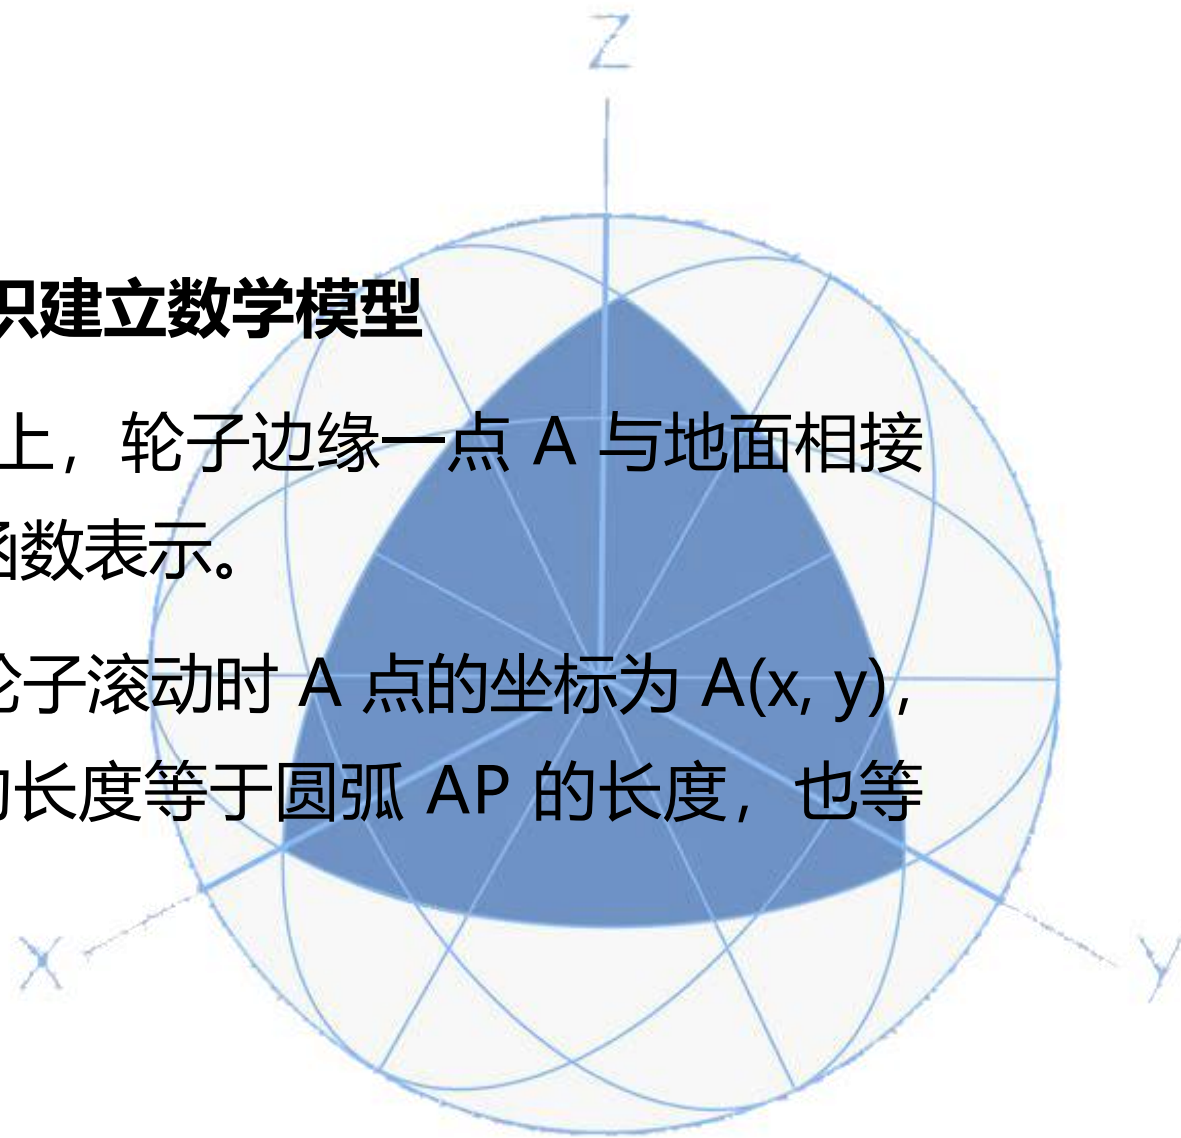 Z
识建立数学模型
上，轮子边缘一点 A 与地面相接
函数表示。
轮子滚动时 A 点的坐标为 A(x, y),
的长度等于圆弧 AP 的长度，也等
X
Y